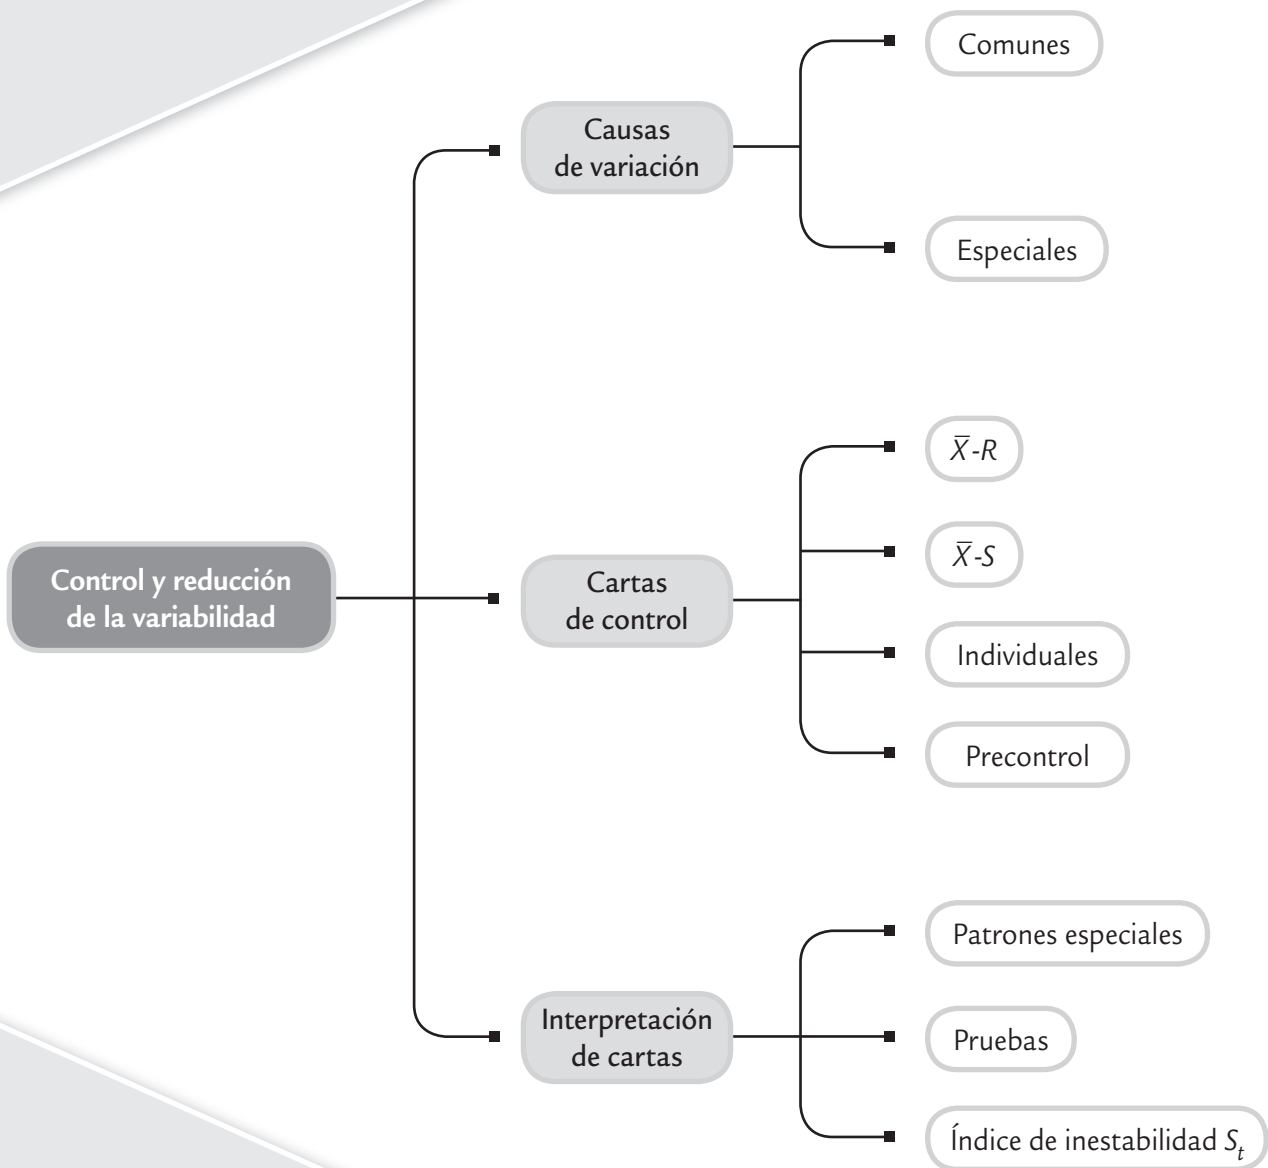 Control y reducción
de la variabilidad
Causas
de variación
Comunes
Especiales
Cartas
de control
X̅-R
X̅-S
Individuales
Precontrol
Interpretación
de cartas
Patrones especiales
Pruebas
Índice de inestabilidad Sₜ